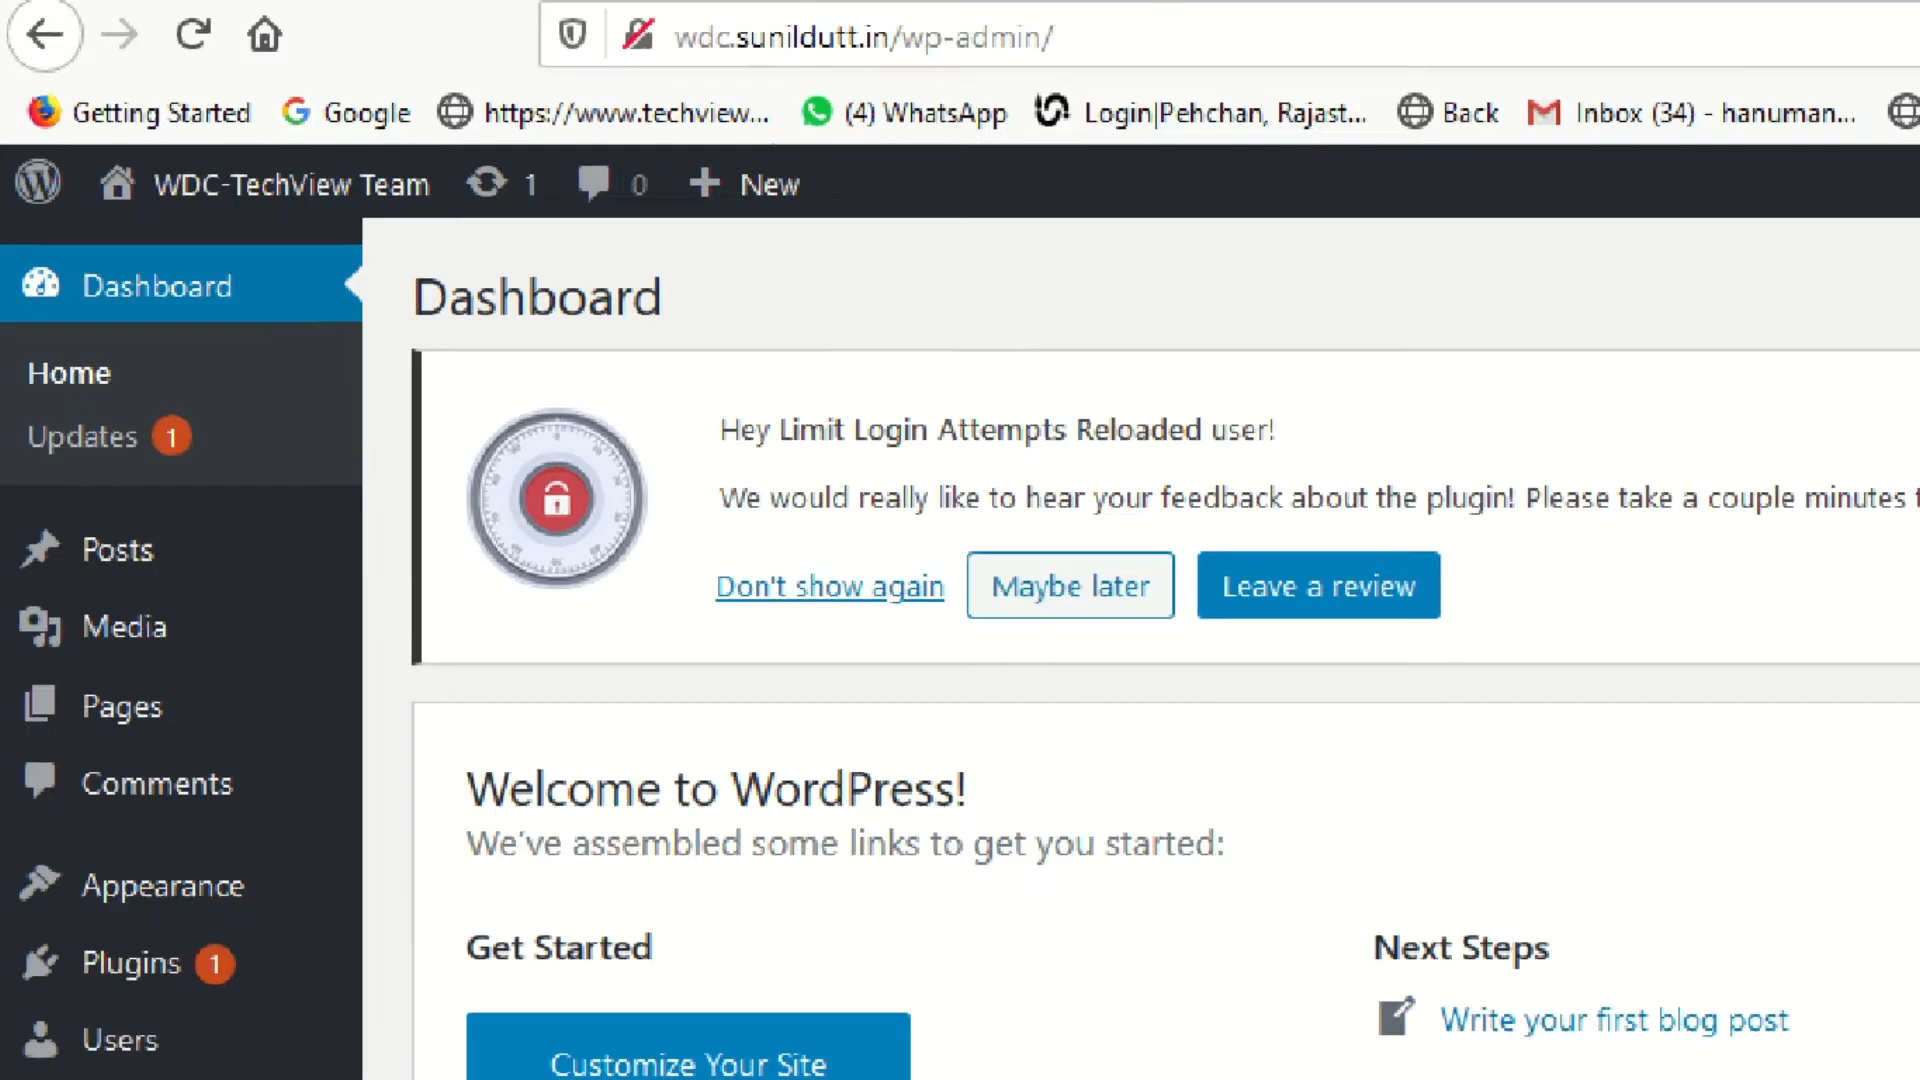 wdc.sunildutt.in/wp-admin/
Getting Started
Google
https://www.techview...
(4) WhatsApp
Login|Pehchan, Rajast...
Back
Inbox (34) - hanuman...
WDC-TechView Team
1
0
New
Dashboard
Home
Updates 1
Posts
Media
Pages
Comments
Appearance
Plugins 1
Users
Dashboard
Hey Limit Login Attempts Reloaded user!
We would really like to hear your feedback about the plugin! Please take a couple minutes t
Don't show again
Maybe later
Leave a review
Welcome to WordPress!
We've assembled some links to get you started:
Get Started
Customize Your Site
Next Steps
Write your first blog post